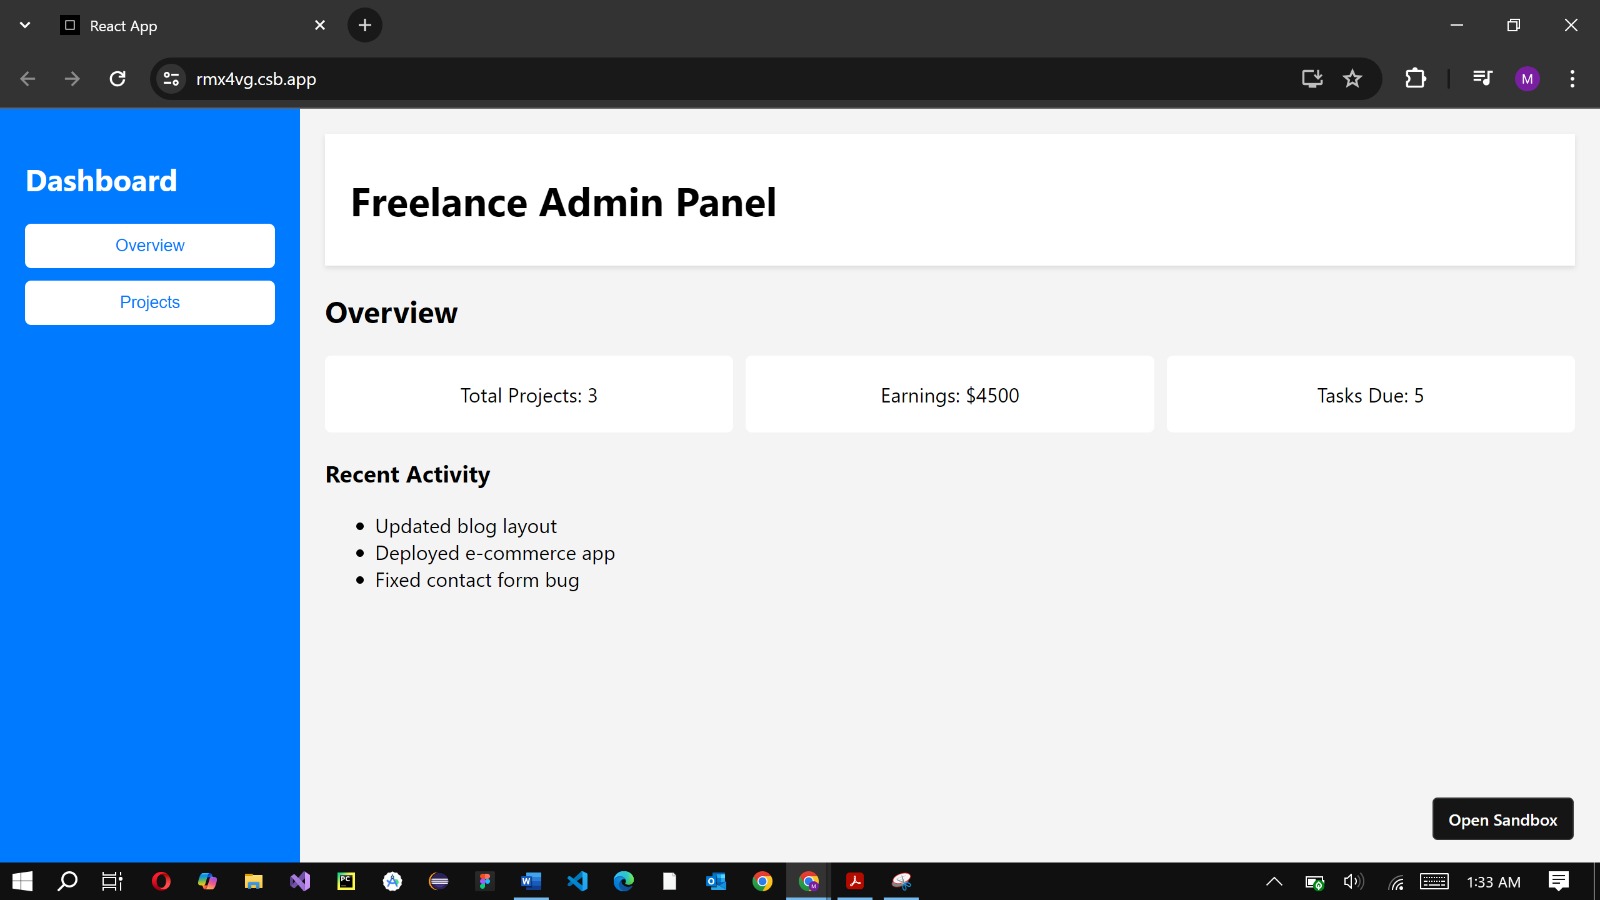 React App
rmx4vg.csb.app
M
Dashboard
Overview
Projects
Freelance Admin Panel
Overview
Total Projects: 3
Earnings: $4500
Tasks Due: 5
Recent Activity
Updated blog layout
Deployed e-commerce app
Fixed contact form bug
Open Sandbox
PC
1:33 AM